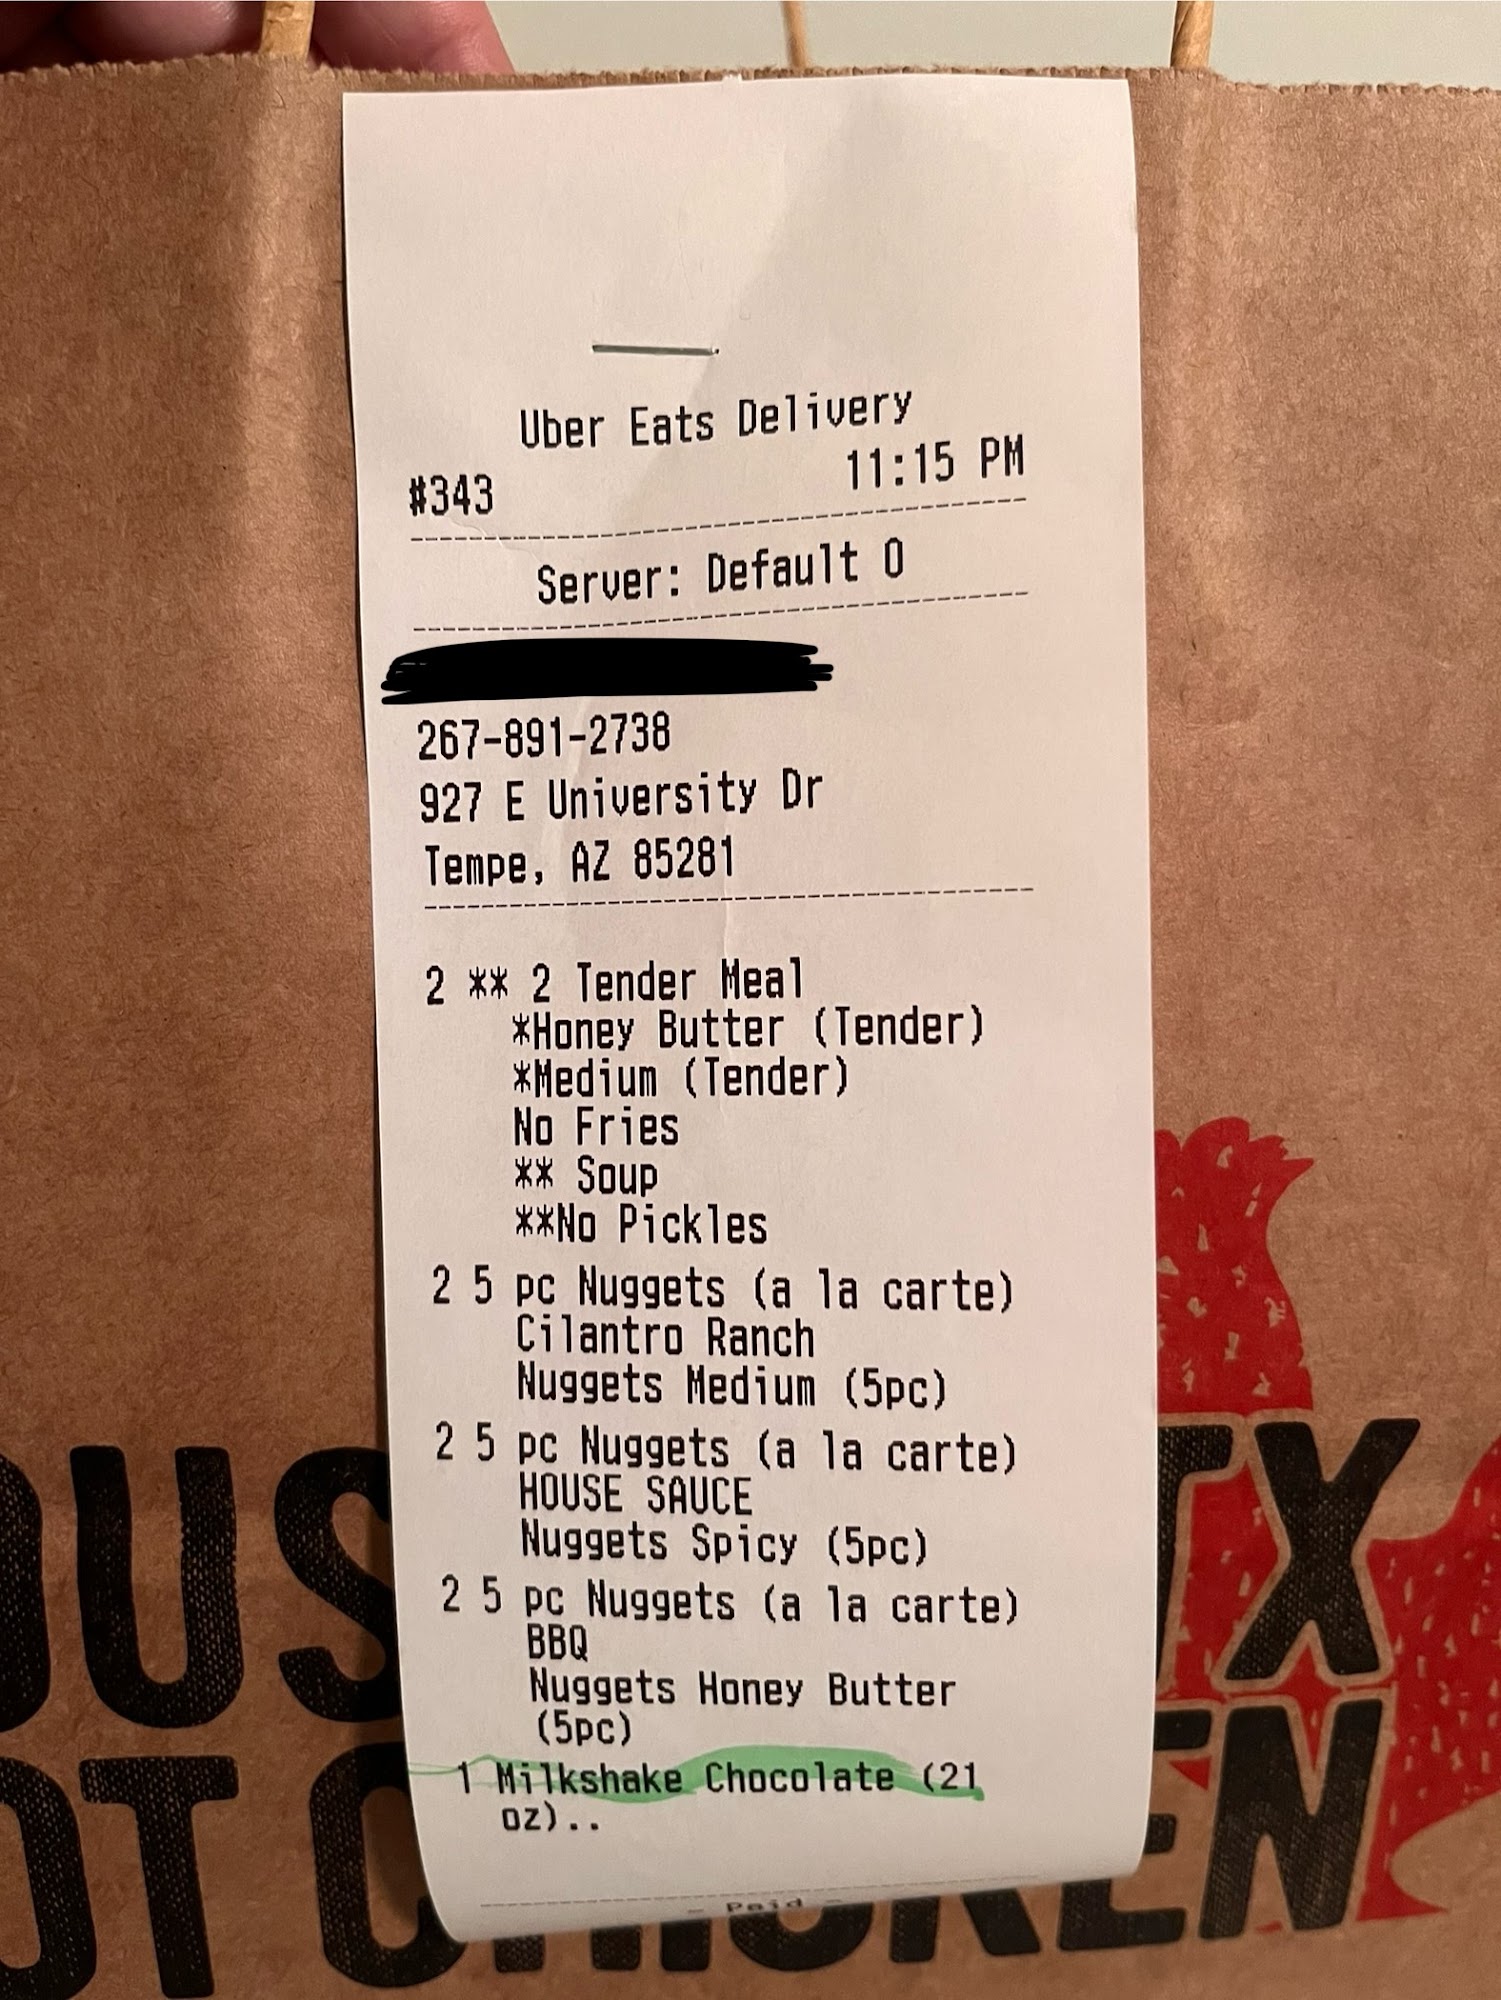 Uber Eats Delivery
#343 11:15 PM
Server: Default O
267-891-2738
927 E University Dr
Tempe, AZ 85281
2 ** 2 Tender Meal
*Honey Butter (Tender)
*Medium (Tender)
No Fries
** Soup
**No Pickles
2 5 pc Nuggets (a la carte)
Cilantro Ranch
Nuggets Medium (5pc)
2 5 pc Nuggets (a la carte)
HOUSE SAUCE
Nuggets Spicy (5pc)
2 5 pc Nuggets (a la carte)
BBQ
Nuggets Honey Butter
(5pc)
1 Milkshake Chocolate (21
oz)..
- Paid -